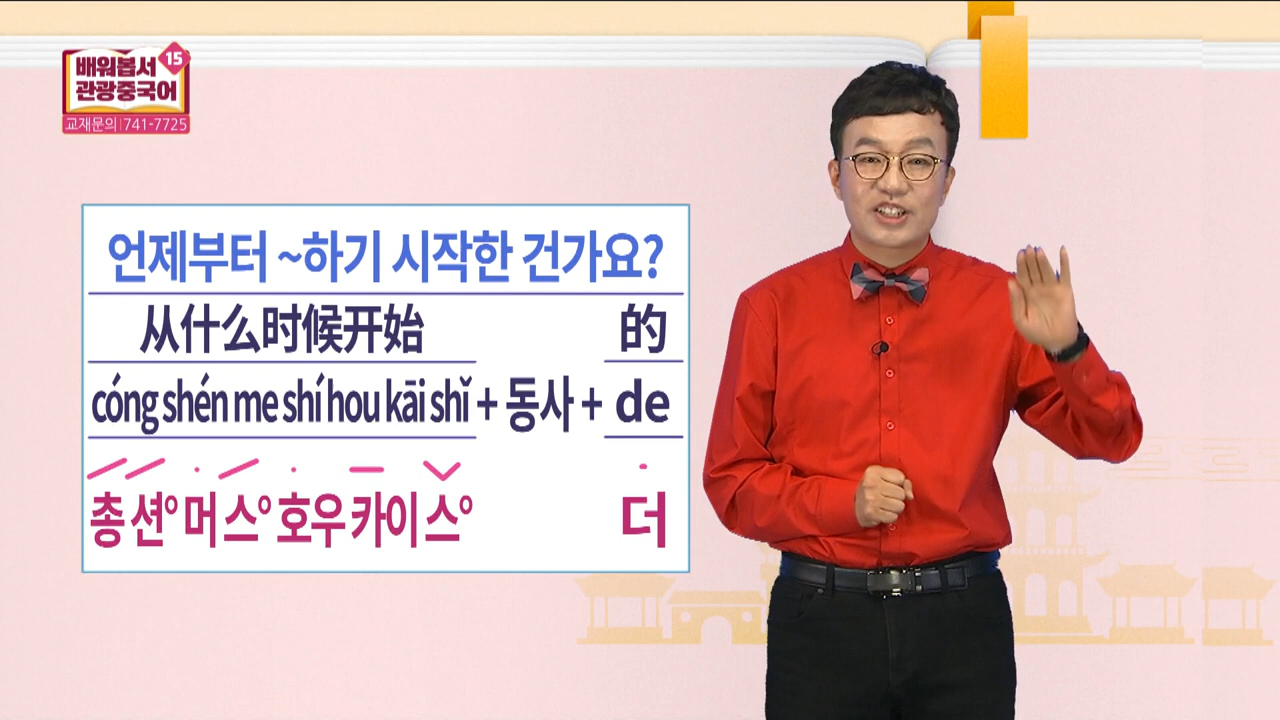 배워봅서 15
관광중국어
교재문의 | 741-7725
언제부터 ~하기 시작한 건가요?
从什么时候开始 的
cóng shén me shí hou kāi shǐ + 동사 + de
총 션° 머 스° 호우 카이 스° 더